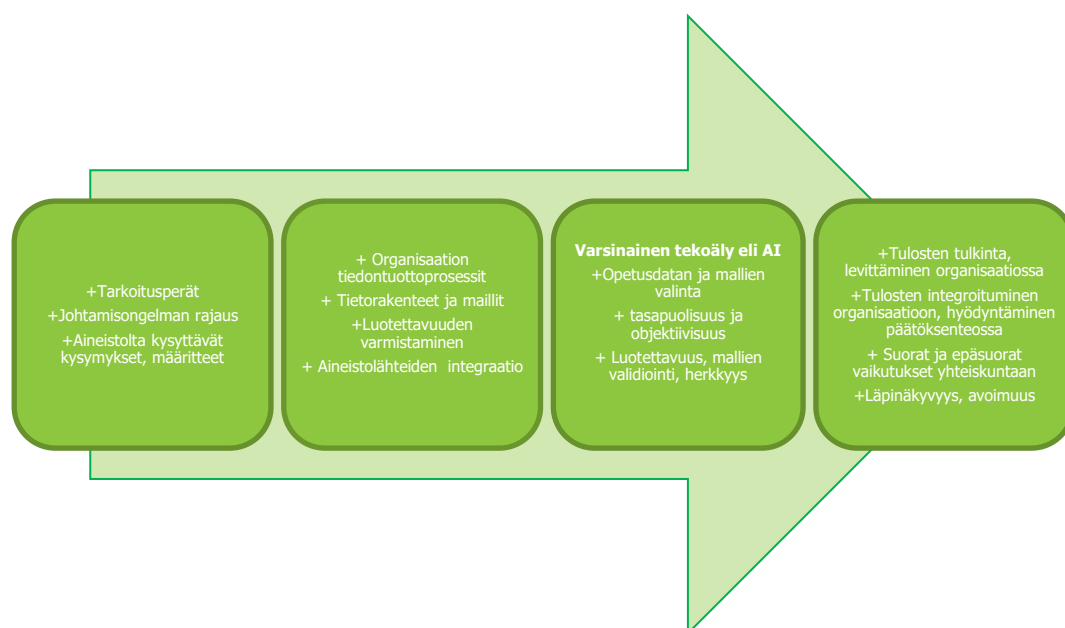 +Tarkoitusperät
+Johtamisongelman rajaus
+Aineistolta kysyttävät
kysymykset, määritteet
+ Organisaation
tiedontuottoprosessit
+ Tietorakenteet ja maillit
+Luotettavuuden
varmistaminen
+ Aineistolähteiden integraatio
Varsinainen tekoäly eli AI
+Opetusdatan ja mallien
valinta
+ tasapuolisuus ja
objektiivisuus
+ Luotettavuus, mallien
validiointi, herkkyys
+Tulosten tulkinta,
levittäminen organisaatiossa
+Tulosten integroituminen
organisaatioon, hyödyntäminen
päätöksenteossa
+ Suorat ja epäsuorat
vaikutukset yhteiskuntaan
+Läpinäkyvyys, avoimuus